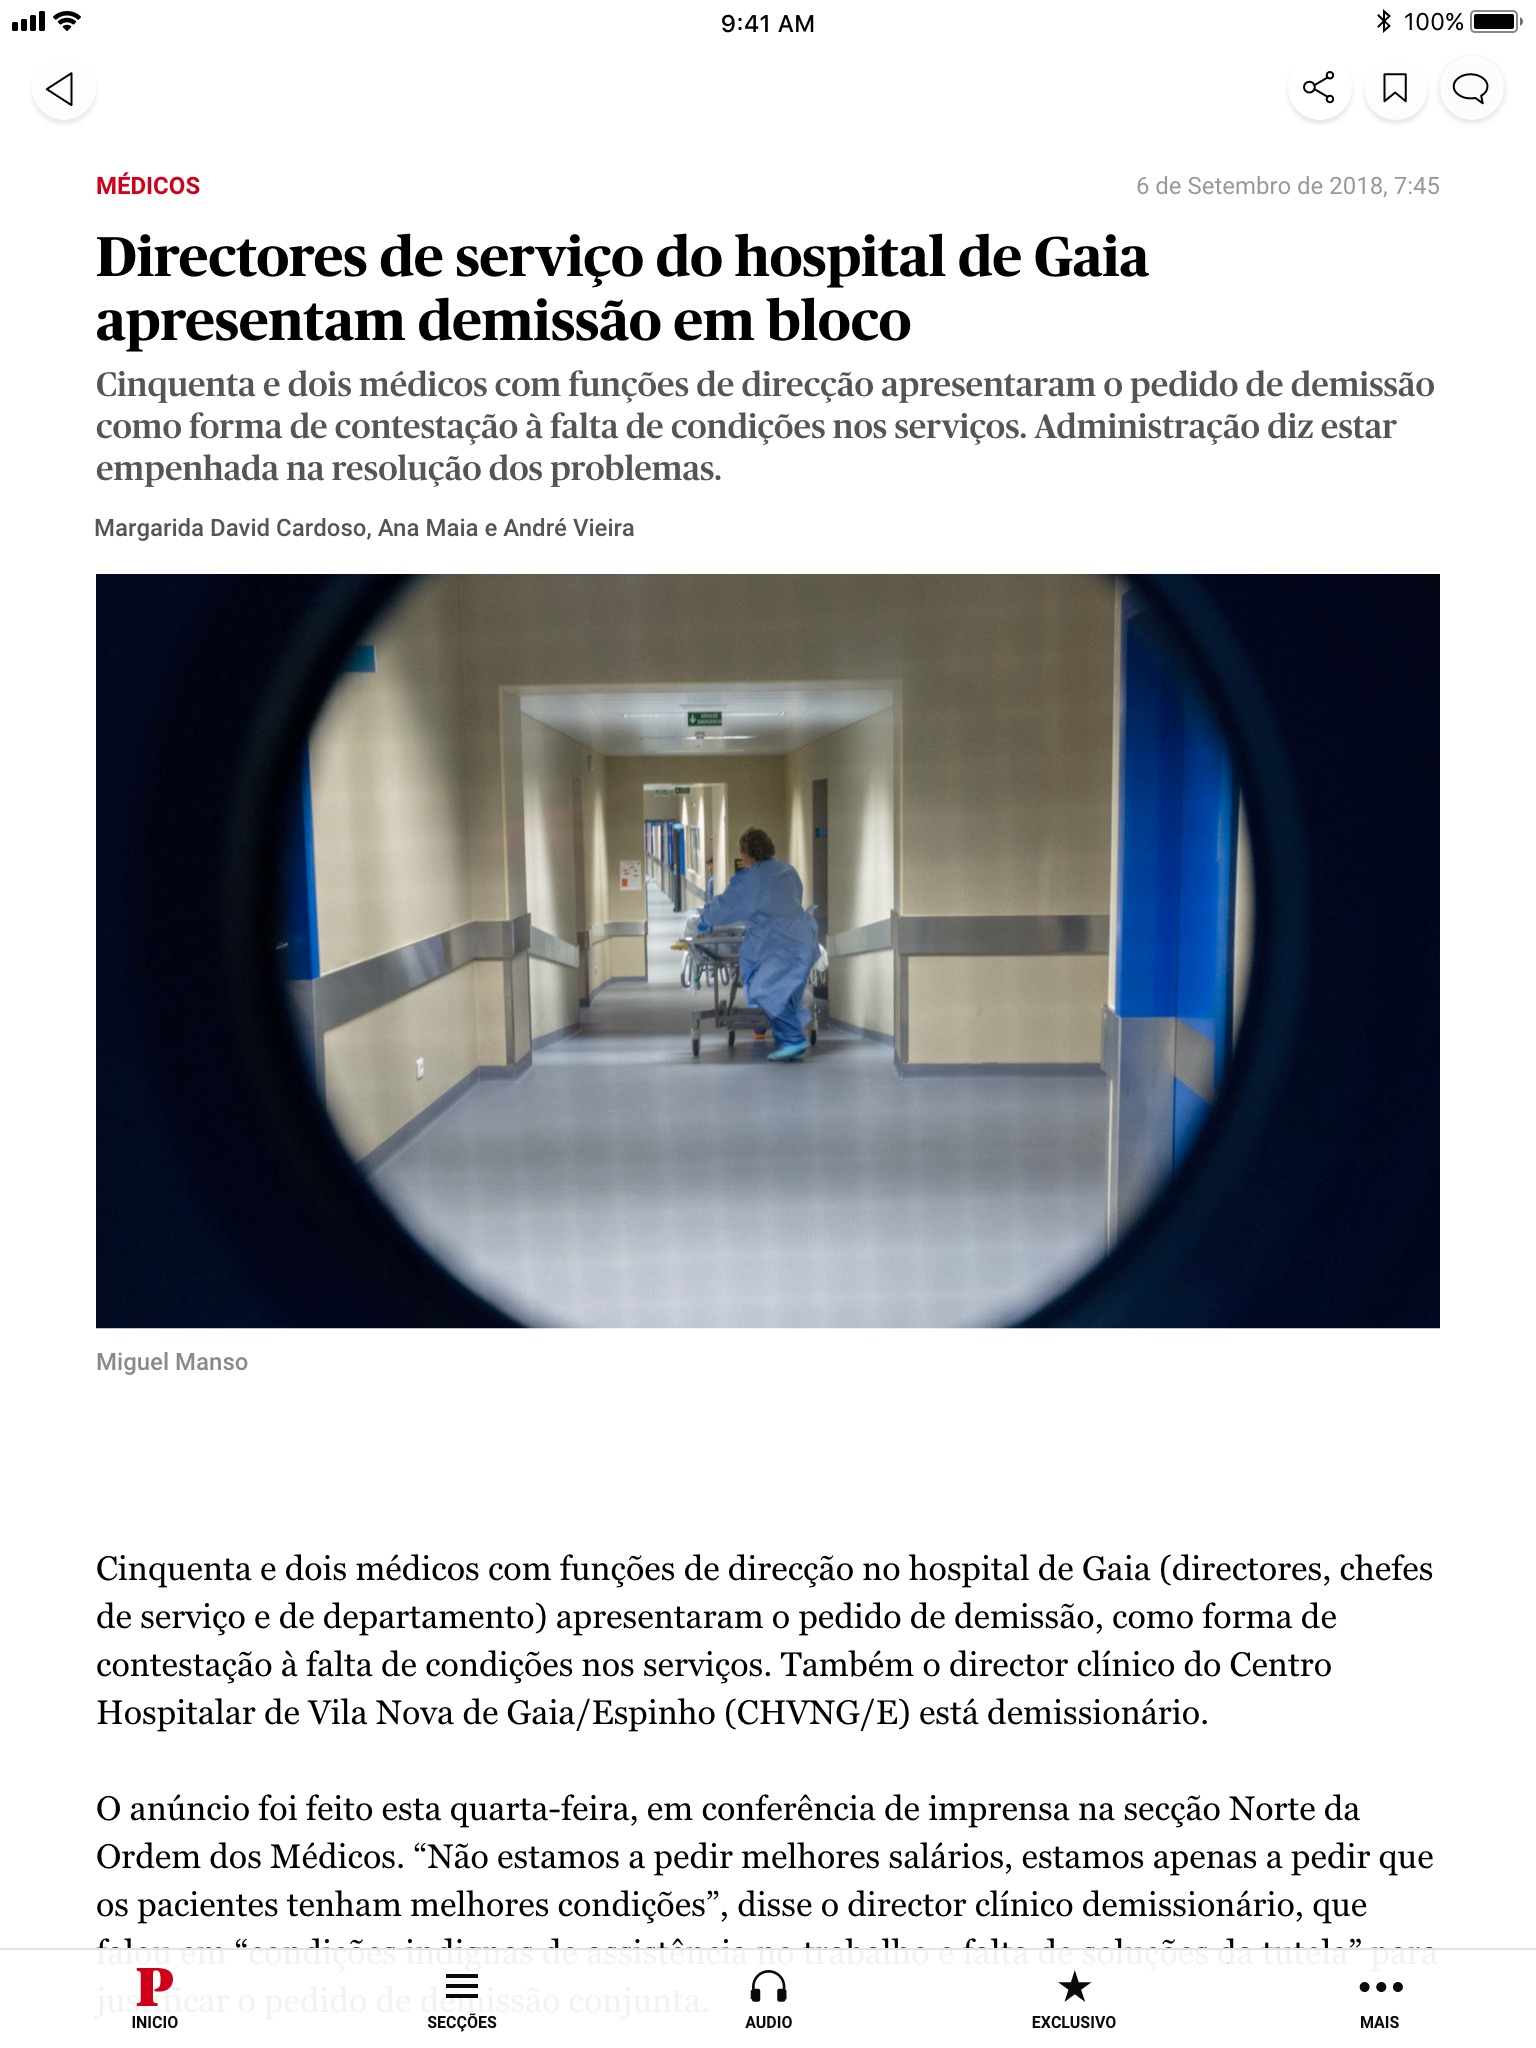 9:41 AM
100%
MÉDICOS
6 de Setembro de 2018, 7:45
Directores de serviço do hospital de Gaia
apresentam demissão em bloco
Cinquenta e dois médicos com funções de direcção apresentaram o pedido de demissão
como forma de contestação à falta de condições nos serviços. Administração diz estar
empenhada na resolução dos problemas.
Margarida David Cardoso, Ana Maia e André Vieira
Miguel Manso
Cinquenta e dois médicos com funções de direcção no hospital de Gaia (directores, chefes
de serviço e de departamento) apresentaram o pedido de demissão, como forma de
contestação à falta de condições nos serviços. Também o director clínico do Centro
Hospitalar de Vila Nova de Gaia/Espinho (CHVNG/E) está demissionário.
O anúncio foi feito esta quarta-feira, em conferência de imprensa na secção Norte da
Ordem dos Médicos. “Não estamos a pedir melhores salários, estamos apenas a pedir que
os pacientes tenham melhores condições”, disse o director clínico demissionário, que
falou em “condições indignas de assistência no trabalho e falta de soluções da tutela” para
justificar o pedido de demissão conjunta.
P
INICIO
SECÇÕES
AUDIO
EXCLUSIVO
MAIS